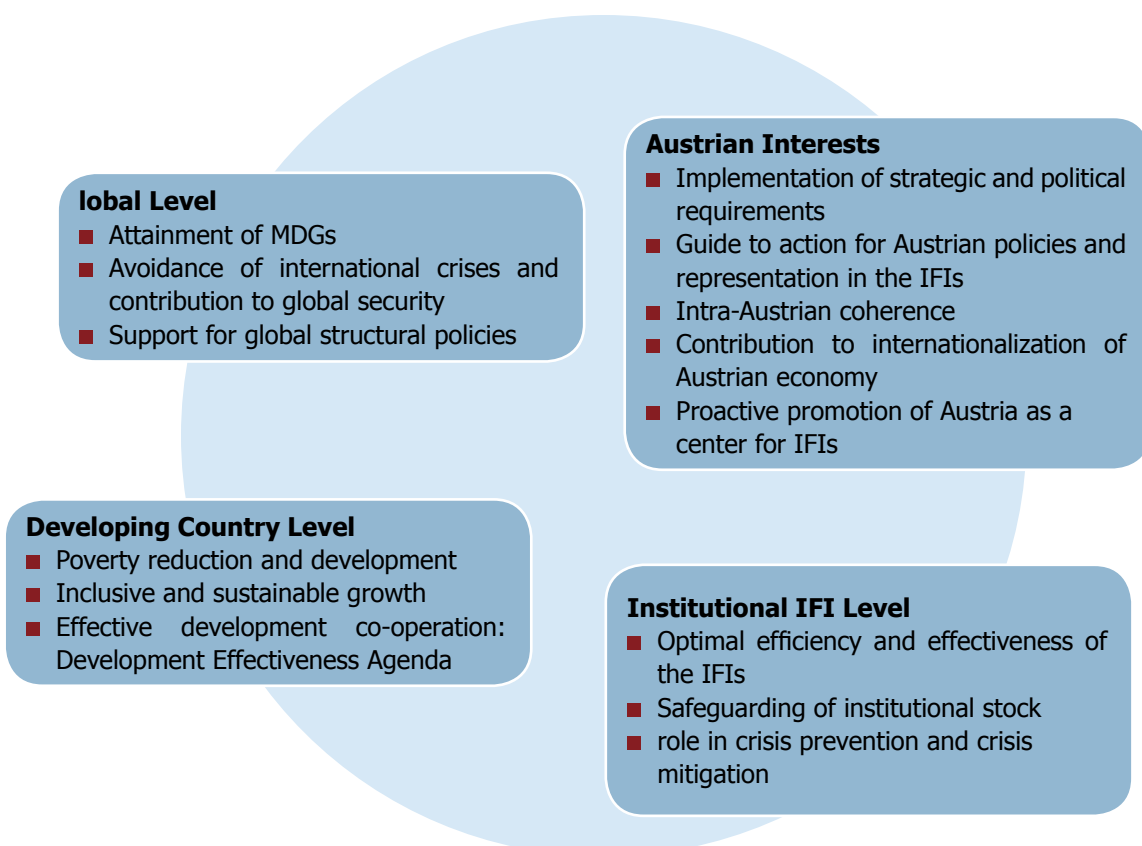 lobal Level
■ Attainment of MDGs
■ Avoidance of international crises and
contribution to global security
■ Support for global structural policies
Austrian Interests
■ Implementation of strategic and political
requirements
■ Guide to action for Austrian policies and
representation in the IFIs
■ Intra-Austrian coherence
■ Contribution to internationalization of
Austrian economy
■ Proactive promotion of Austria as a
center for IFIs
Developing Country Level
■ Poverty reduction and development
■ Inclusive and sustainable growth
■ Effective development co-operation:
Development Effectiveness Agenda
Institutional IFI Level
■ Optimal efficiency and effectiveness of
the IFIs
■ Safeguarding of institutional stock
■ role in crisis prevention and crisis
mitigation